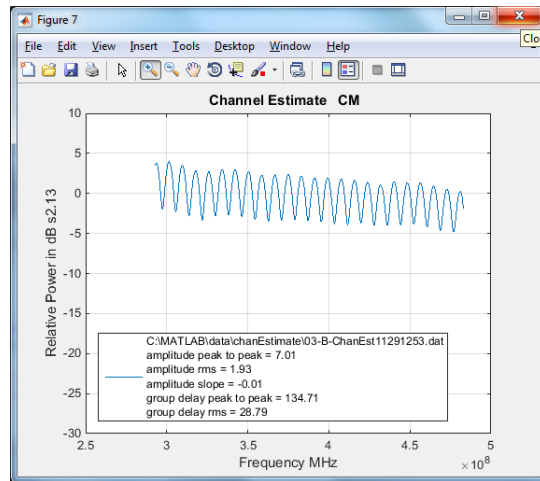 Figure 7
Clo
File Edit View Insert Tools Desktop Window Help
Channel Estimate CM
10
5
0
-5
-10
-15
-20
-25
-30
Relative Power in dB s2.13
C:\MATLAB\data\chanEstimate\03-B-ChanEst11291253.dat
amplitude peak to peak = 7.01
amplitude rms = 1.93
amplitude slope = -0.01
group delay peak to peak = 134.71
group delay rms = 28.79
2.5 3 3.5 4 4.5 5
Frequency MHz
×10^8